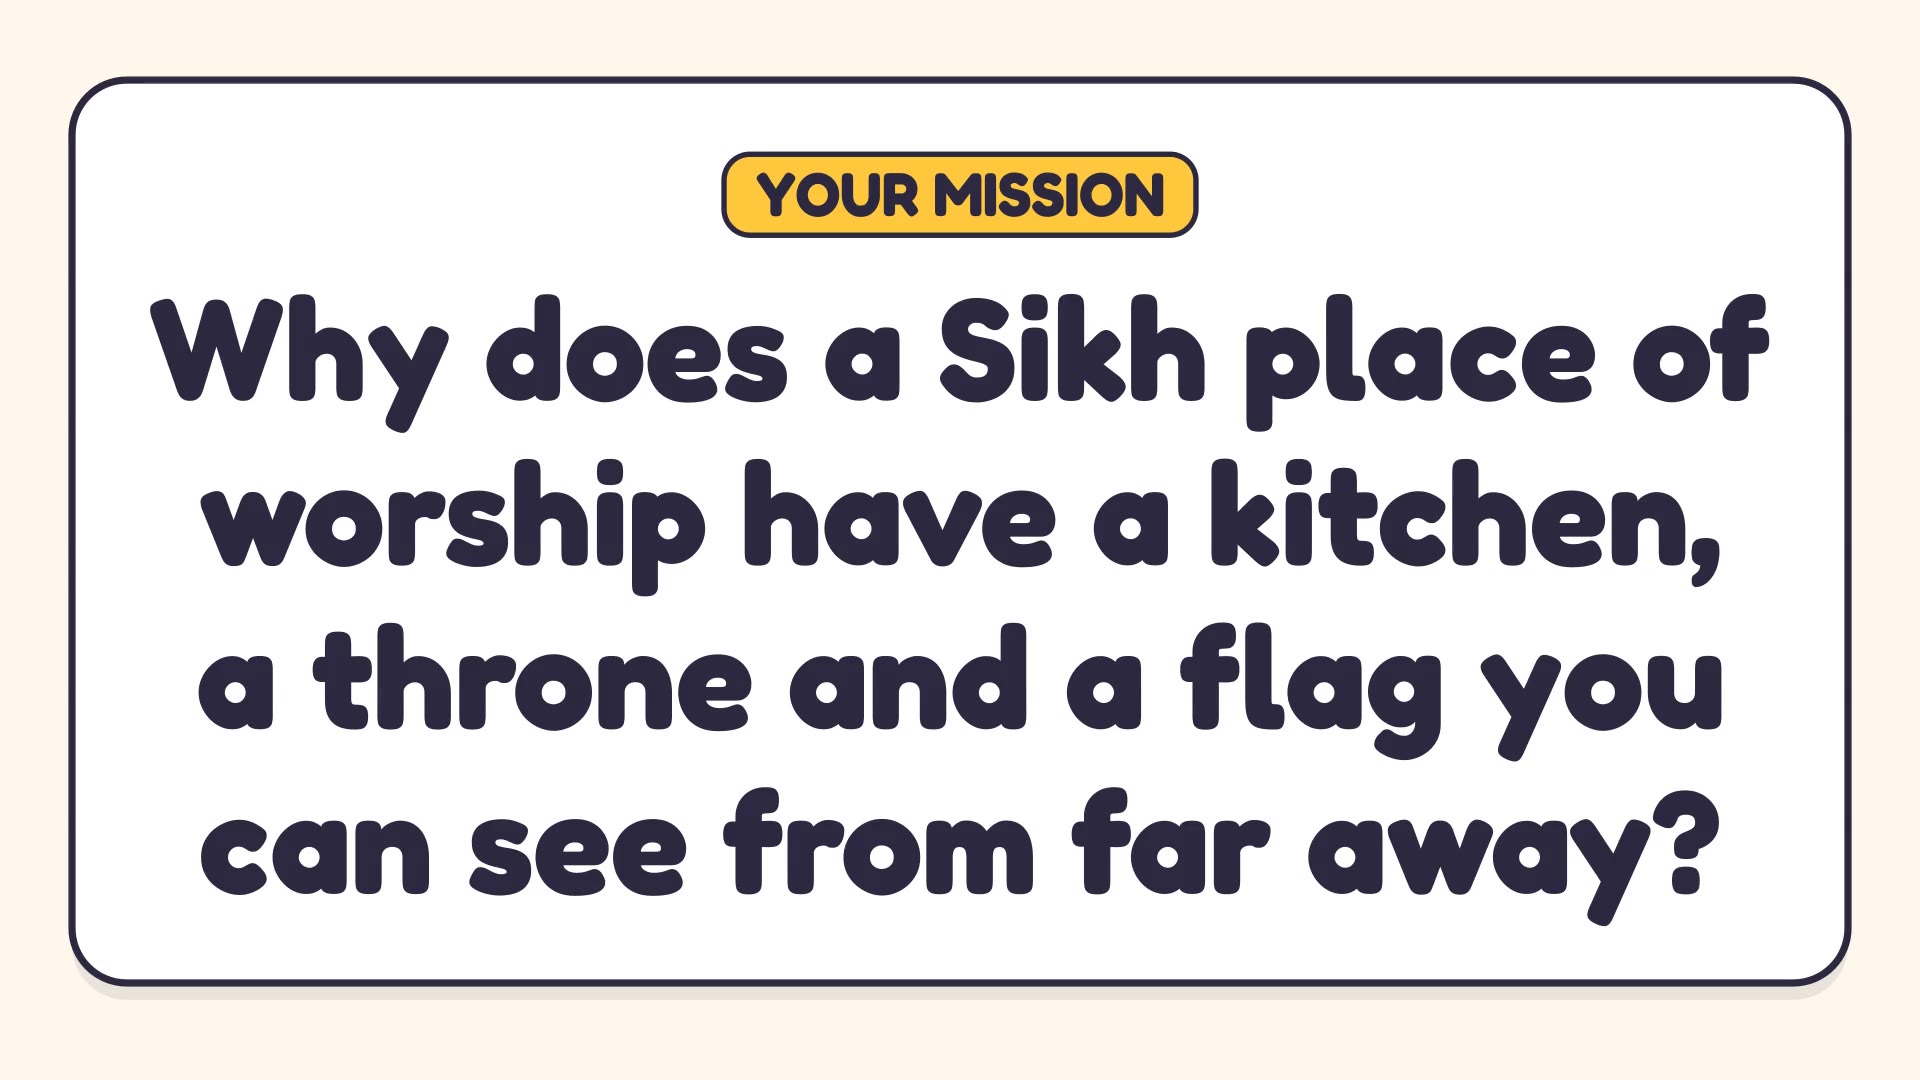 YOUR MISSION
Why does a Sikh place of
worship have a kitchen,
a throne and a flag you
can see from far away?